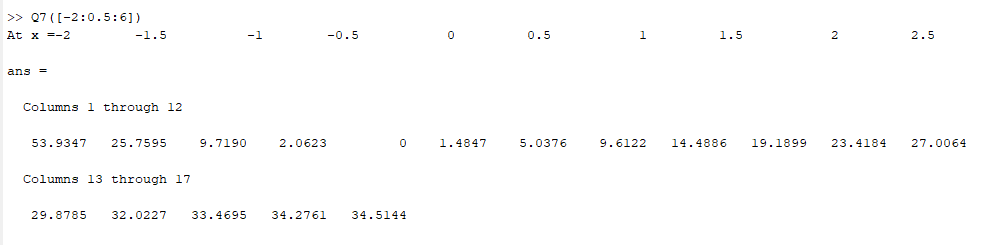 >> Q7([-2:0.5:6])
At x =-2 -1.5 -1 -0.5 0 0.5 1 1.5 2 2.5
ans =
Columns 1 through 12
53.9347 25.7595 9.7190 2.0623 0 1.4847 5.0376 9.6122 14.4886 19.1899 23.4184 27.0064
Columns 13 through 17
29.8785 32.0227 33.4695 34.2761 34.5144